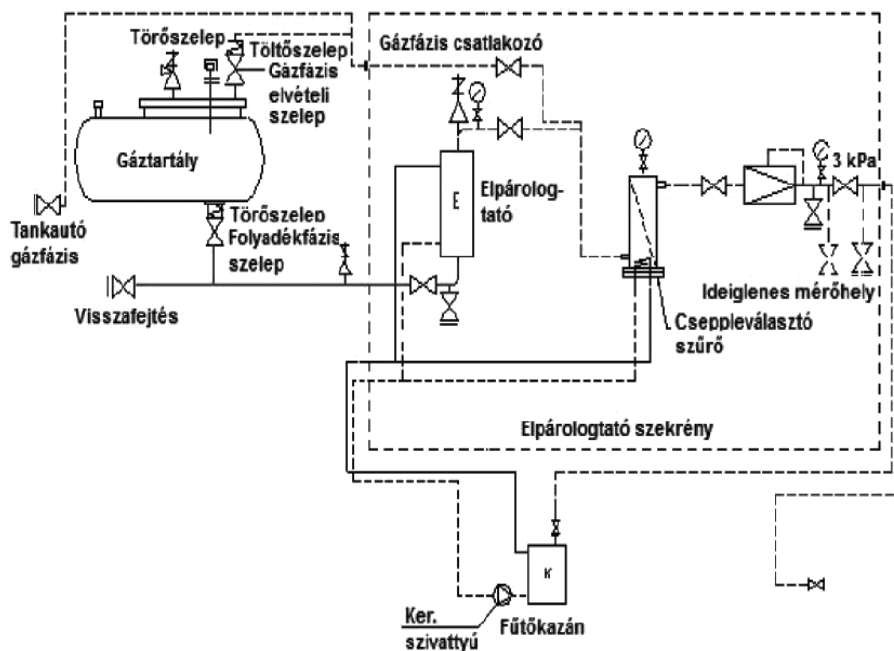 Törőszelep
Töltőszelep
Gázfázis
elvételi
szelep
Gázfázis csatlakozó
Gáztartály
Tankautó
gázfázis
Törőszelep
Folyadékfázis
szelep
Visszafejtés
E
Elpárolog-
tató
3 kPa
Ideiglenes mérőhely
Cseppleválasztó
szűrő
Elpárologtató szekrény
K
Ker.
szivattyú
Fűtőkazán